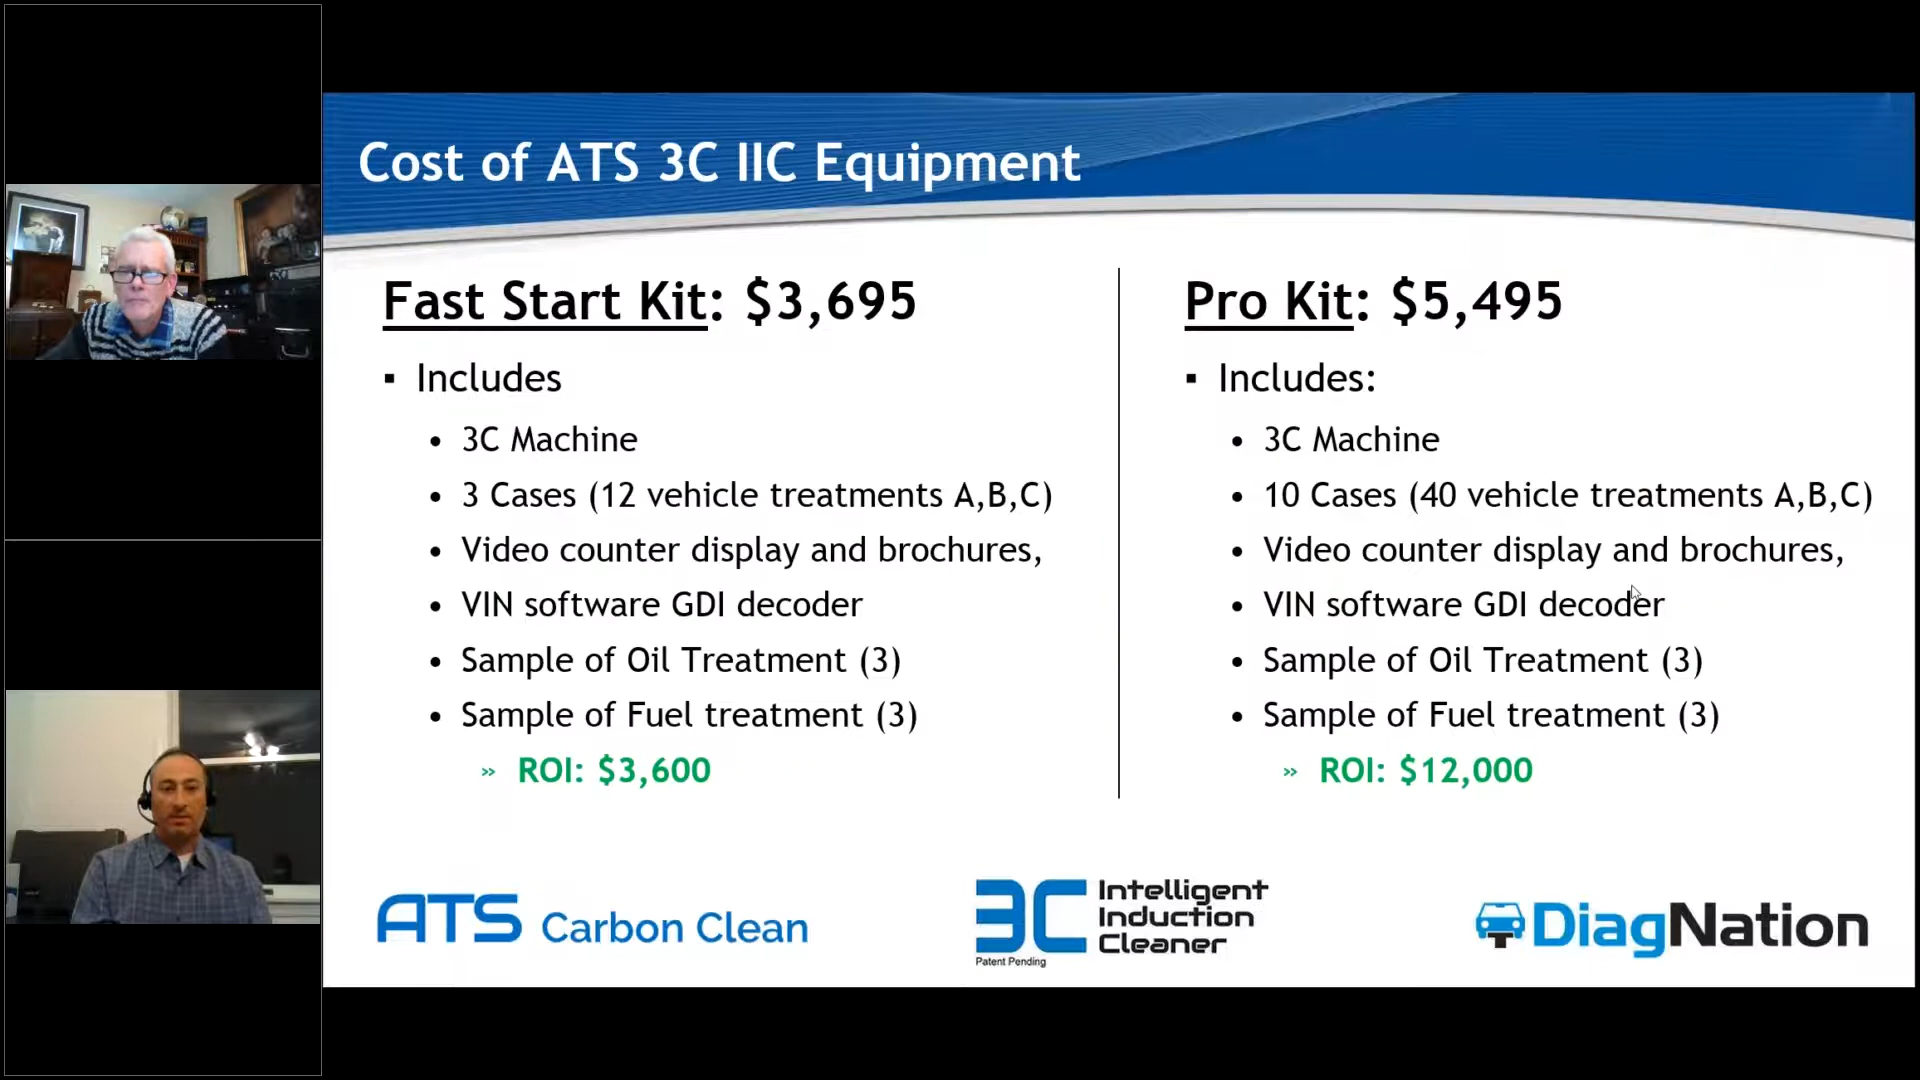 Cost of ATS 3C IIC Equipment
Fast Start Kit: $3,695
▪ Includes
• 3C Machine
• 3 Cases (12 vehicle treatments A,B,C)
• Video counter display and brochures,
• VIN software GDI decoder
• Sample of Oil Treatment (3)
• Sample of Fuel treatment (3)
» ROI: $3,600
Pro Kit: $5,495
▪ Includes:
• 3C Machine
• 10 Cases (40 vehicle treatments A,B,C)
• Video counter display and brochures,
• VIN software GDI decoder
• Sample of Oil Treatment (3)
• Sample of Fuel treatment (3)
» ROI: $12,000
ATS Carbon Clean
3C Intelligent
Induction
Cleaner
Patent Pending
DiagNation